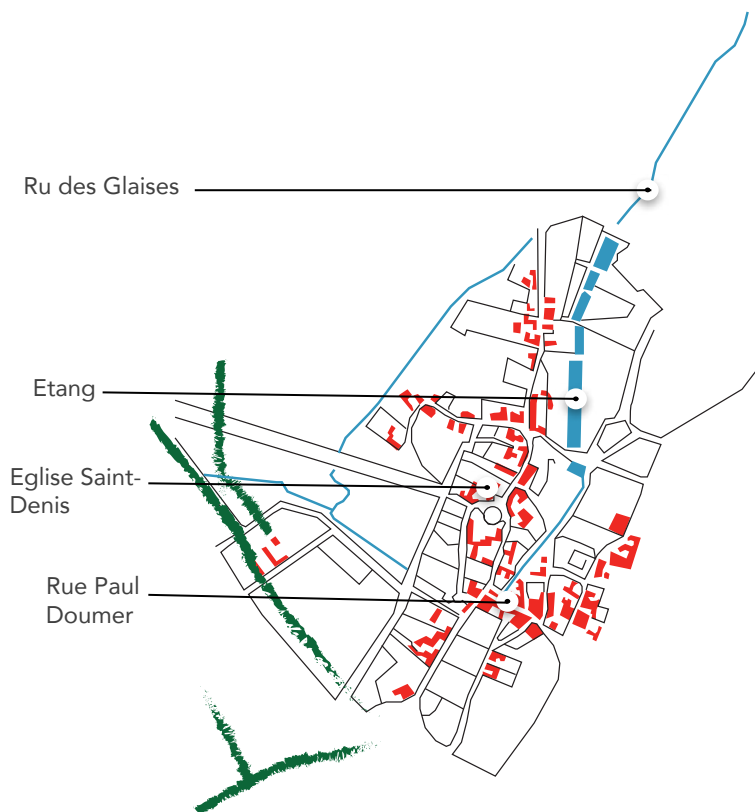 Ru des Glaises
Etang
Eglise Saint-
Denis
Rue Paul
Doumer